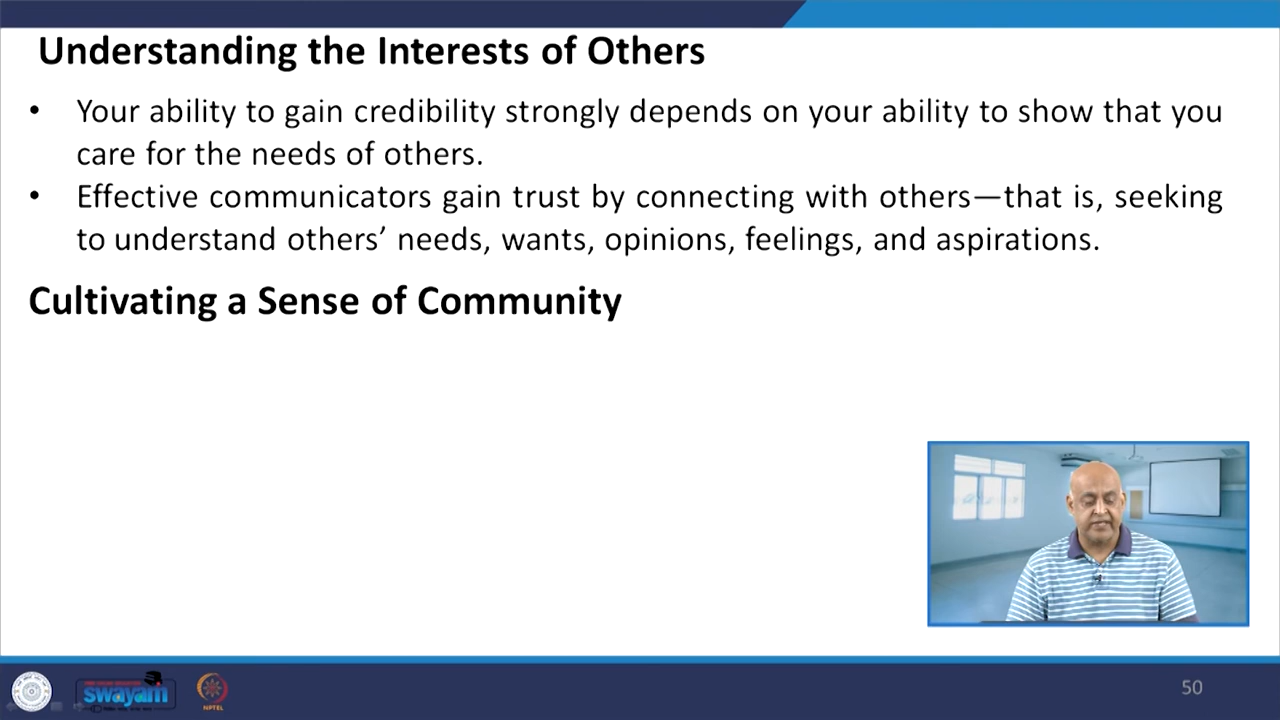 Understanding the Interests of Others
• Your ability to gain credibility strongly depends on your ability to show that you
care for the needs of others.
• Effective communicators gain trust by connecting with others—that is, seeking
to understand others’ needs, wants, opinions, feelings, and aspirations.
Cultivating a Sense of Community
swayam
NPTEL
50